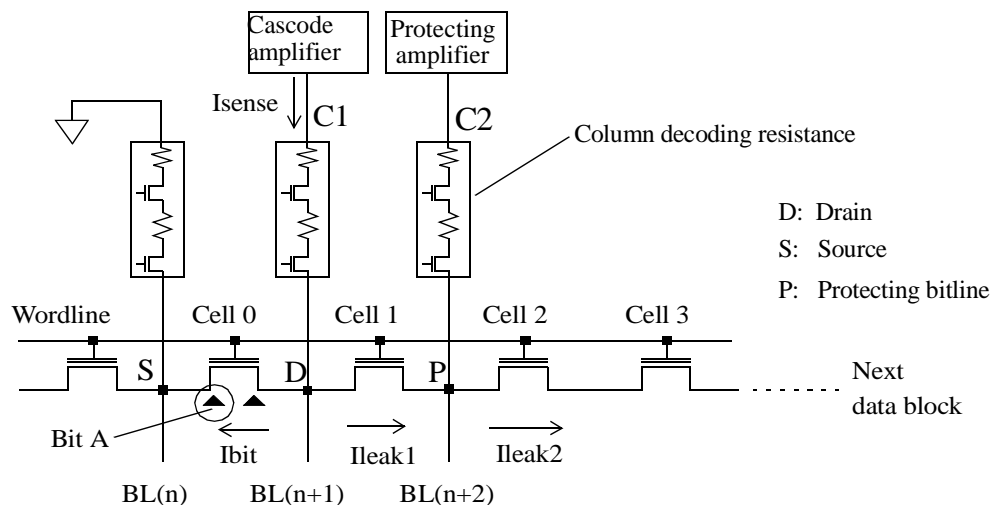 Cascode
amplifier
Protecting
amplifier
Isense
C1
C2
Column decoding resistance
D: Drain
S: Source
P: Protecting bitline
Wordline
Cell 0
Cell 1
Cell 2
Cell 3
S
D
P
Next
data block
Bit A
Ibit
Ileak1
Ileak2
BL(n)
BL(n+1)
BL(n+2)